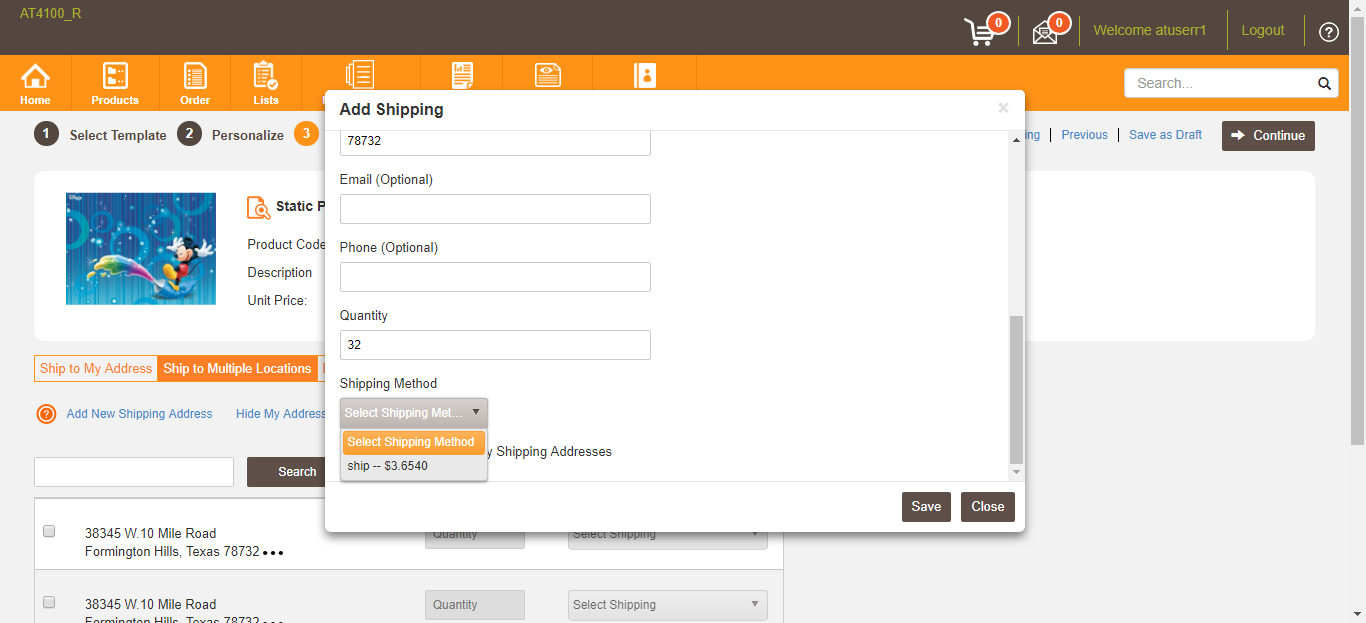 AT4100_R
0
0
Welcome atuserr1
Logout
?
Home
Products
Order
Lists
Search...
Add Shipping
×
1 Select Template 2 Personalize 3
Previous
Save as Draft
Continue
78732
Email (Optional)
Static P
Phone (Optional)
Product Code
Description
Unit Price:
Quantity
32
Ship to My Address
Ship to Multiple Locations
Shipping Method
Select Shipping Met...
? Add New Shipping Address
Hide My Address
Select Shipping Method
ship -- $3.6540
y Shipping Addresses
Search
Save
Close
38345 W.10 Mile Road
Formington Hills, Texas 78732 •••
Quantity
Select Shipping
38345 W.10 Mile Road
Formington Hills, Texas 78732 •••
Quantity
Select Shipping